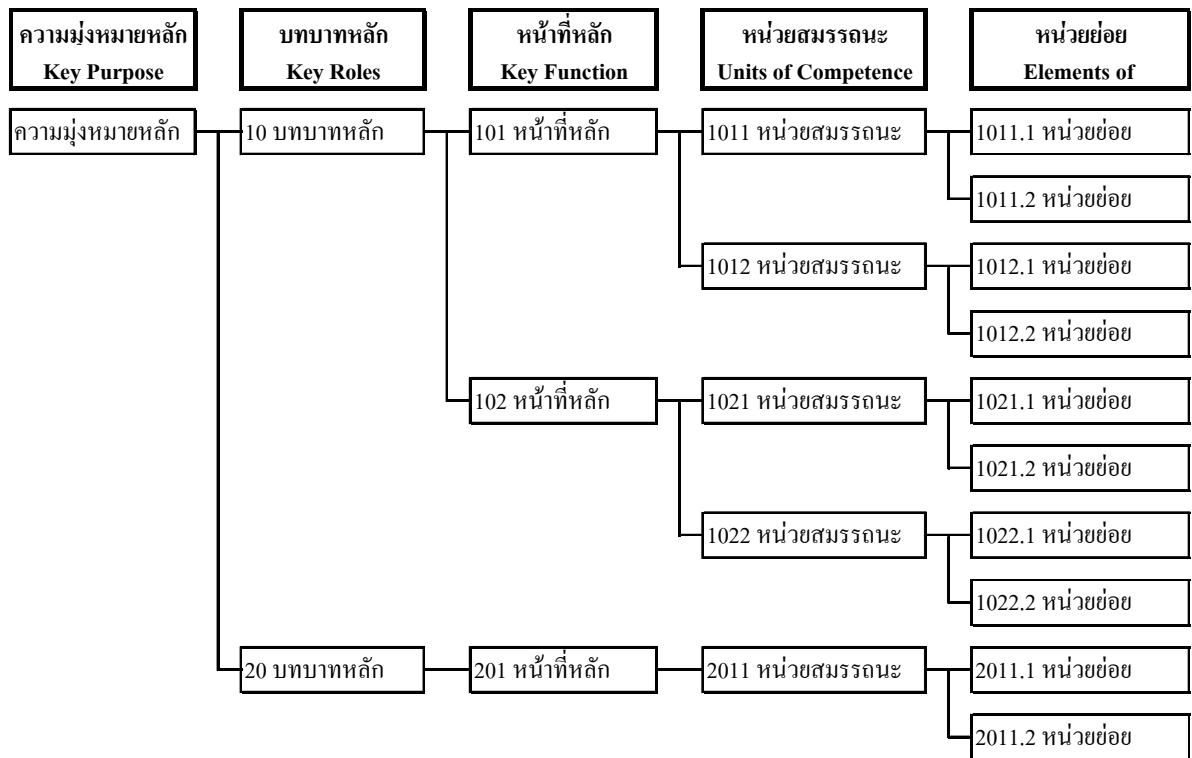 ความมุ่งหมายหลัก
Key Purpose
บทบาทหลัก
Key Roles
หน้าที่หลัก
Key Function
หน่วยสมรรถนะ
Units of Competence
หน่วยย่อย
Elements of
ความมุ่งหมายหลัก
10 บทบาทหลัก
101 หน้าที่หลัก
1011 หน่วยสมรรถนะ
1011.1 หน่วยย่อย
1011.2 หน่วยย่อย
1012 หน่วยสมรรถนะ
1012.1 หน่วยย่อย
1012.2 หน่วยย่อย
102 หน้าที่หลัก
1021 หน่วยสมรรถนะ
1021.1 หน่วยย่อย
1021.2 หน่วยย่อย
1022 หน่วยสมรรถนะ
1022.1 หน่วยย่อย
1022.2 หน่วยย่อย
20 บทบาทหลัก
201 หน้าที่หลัก
2011 หน่วยสมรรถนะ
2011.1 หน่วยย่อย
2011.2 หน่วยย่อย